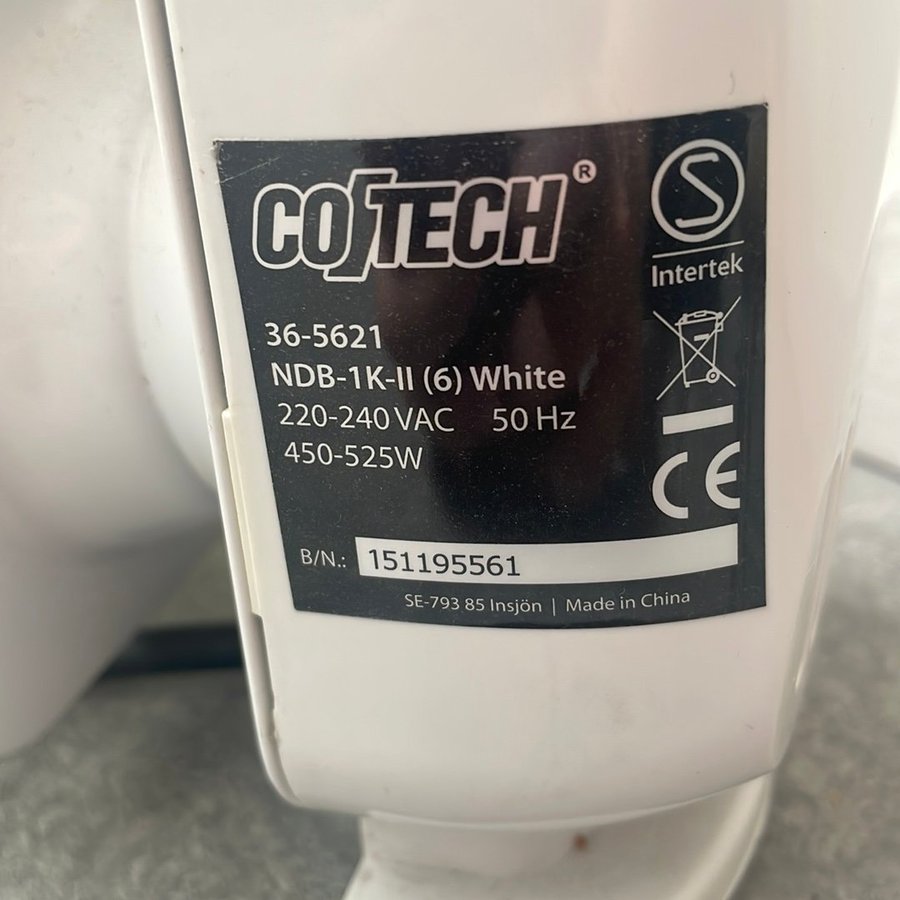 COTECH®
S
Intertek
36-5621
NDB-1K-II (6) White
220-240 VAC 50 Hz
450-525W
CE
B/N.: 151195561
SE-793 85 Insjön | Made in China